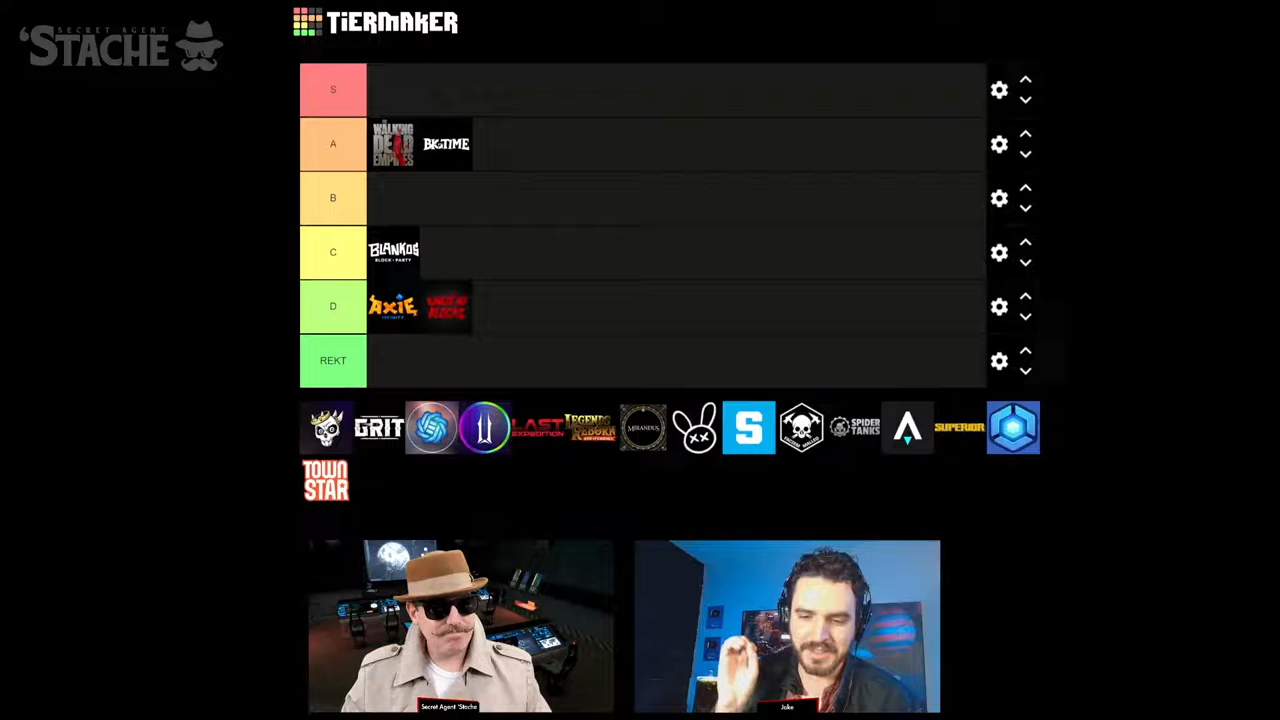 SECRET AGENT
'STACHE
TiERMAKER
S
A
THE WALKING DEAD EMPIRES
BIGTIME
B
C
BLANKOS
BLOCK • PARTY
D
AXIE
INFINITY
UNDEAD
BLOCKS
REKT
GRIT
LAST
EXPEDITION
LEGENDS
REBORN
MIRANDUS
S
SPIDER
TANKS
SUPERIOR
TOWN
STAR
Secret Agent 'Stache
Jake